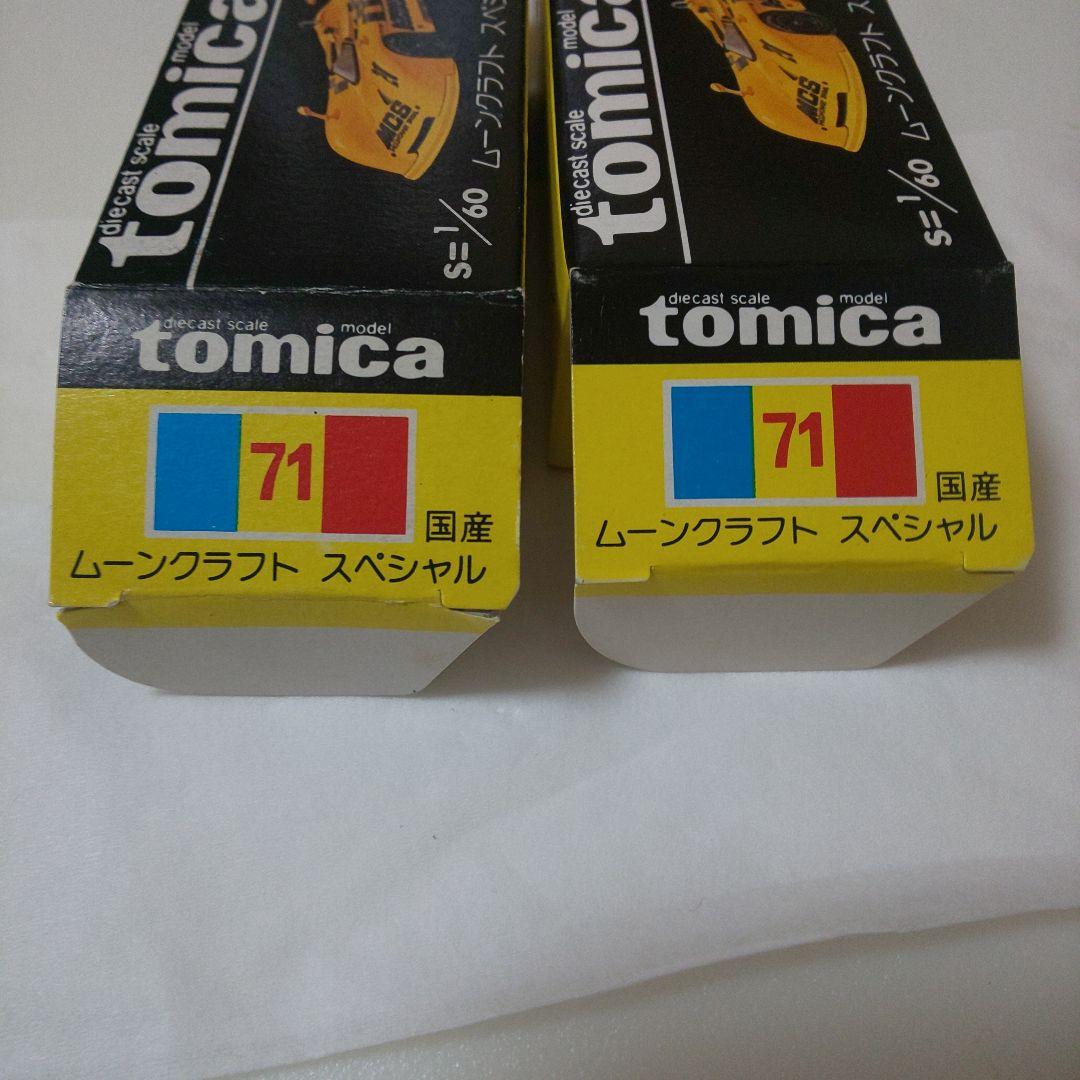 diecast scale model
tomica
MCS
s=1/60 ムーンクラフト スペ
diecast scale model
tomica
71
国産
ムーンクラフト スペシャル
diecast scale model
tomica
MCS
s=1/60 ムーンクラフト ス
diecast scale model
tomica
71
国産
ムーンクラフト スペシャル